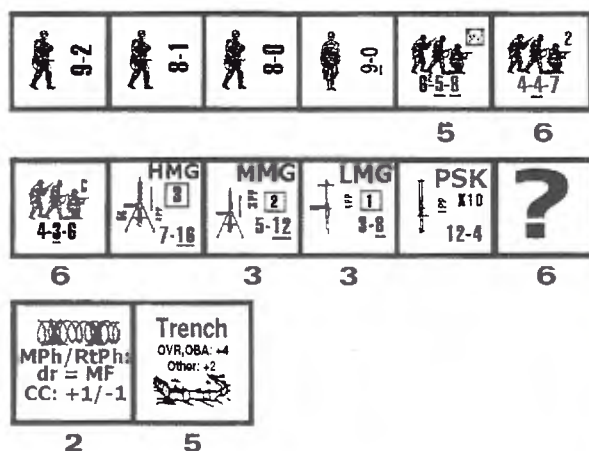 9-2 8-1 8-0 9-0 6²-5-8 4-4-7 2
5 6
4-3-6 C HMG 3 7-16 MMG 2 5-12 LMG 1 3-8 PSK X10 12-4 ?
6 3 3 6
MPh/RtPh:
dr = MF
CC: +1/-1
Trench
OVR,OBA: +4
Other: +2
2 5